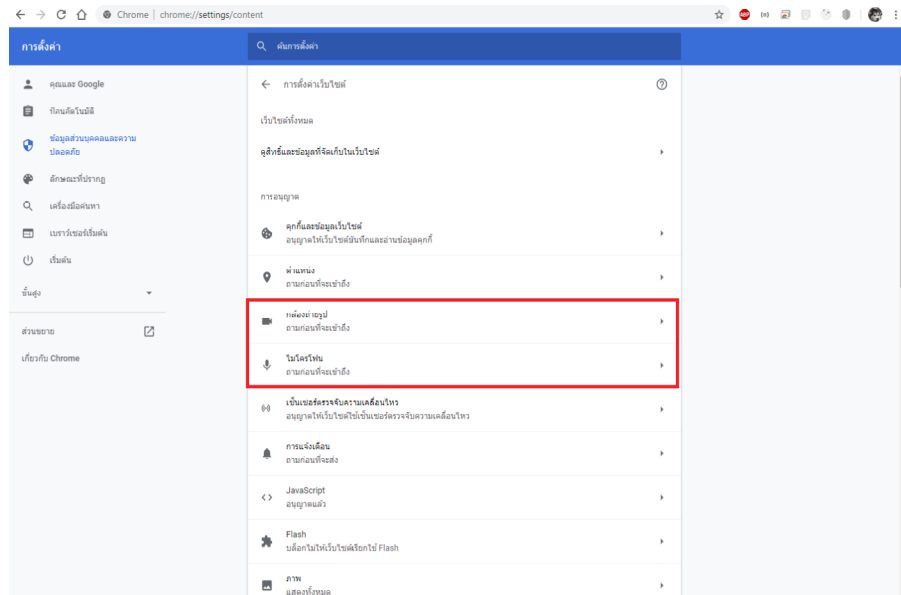 Chrome | chrome://settings/content
ABP
การตั้งค่า
ค้นการตั้งค่า
คุณและ Google
ป้อนอัตโนมัติ
ข้อมูลส่วนบุคคลและความ
ปลอดภัย
ลักษณะที่ปรากฏ
เครื่องมือค้นหา
เบราว์เซอร์เริ่มต้น
เริ่มต้น
ขั้นสูง
ส่วนขยาย
เกี่ยวกับ Chrome
การตั้งค่าเว็บไซต์
เว็บไซต์ทั้งหมด
ดูสิทธิ์และข้อมูลที่จัดเก็บในเว็บไซต์
การอนุญาต
คุกกี้และข้อมูลเว็บไซต์
อนุญาตให้เว็บไซต์บันทึกและอ่านข้อมูลคุกกี้
ตำแหน่ง
ถามก่อนที่จะเข้าถึง
กล้องถ่ายรูป
ถามก่อนที่จะเข้าถึง
ไมโครโฟน
ถามก่อนที่จะเข้าถึง
เซ็นเซอร์ตรวจจับความเคลื่อนไหว
อนุญาตให้เว็บไซต์ใช้เซ็นเซอร์ตรวจจับความเคลื่อนไหว
การแจ้งเตือน
ถามก่อนที่จะส่ง
JavaScript
อนุญาตแล้ว
Flash
บล็อกไม่ให้เว็บไซต์เรียกใช้ Flash
ภาพ
แสดงทั้งหมด